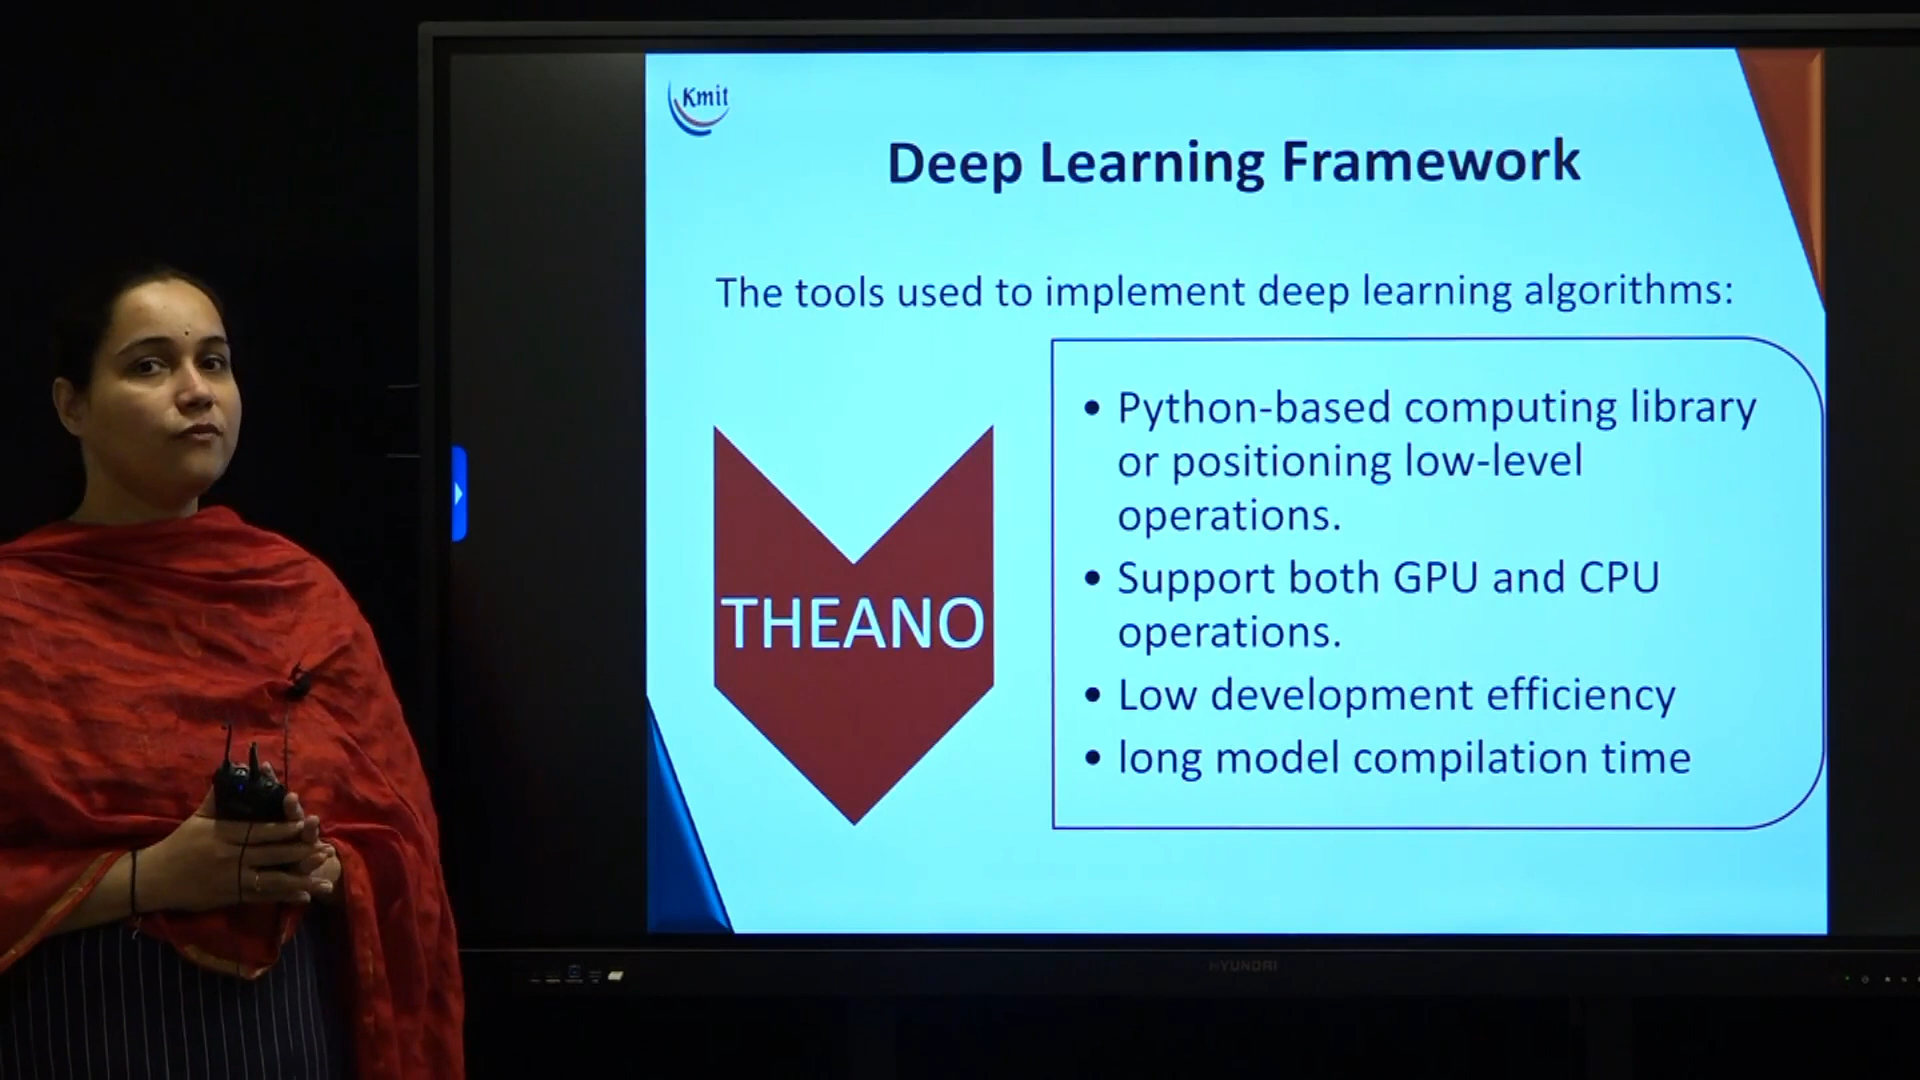 Kmit
Deep Learning Framework
The tools used to implement deep learning algorithms:
THEANO
• Python-based computing library
or positioning low-level
operations.
• Support both GPU and CPU
operations.
• Low development efficiency
• long model compilation time
HYUNDAI